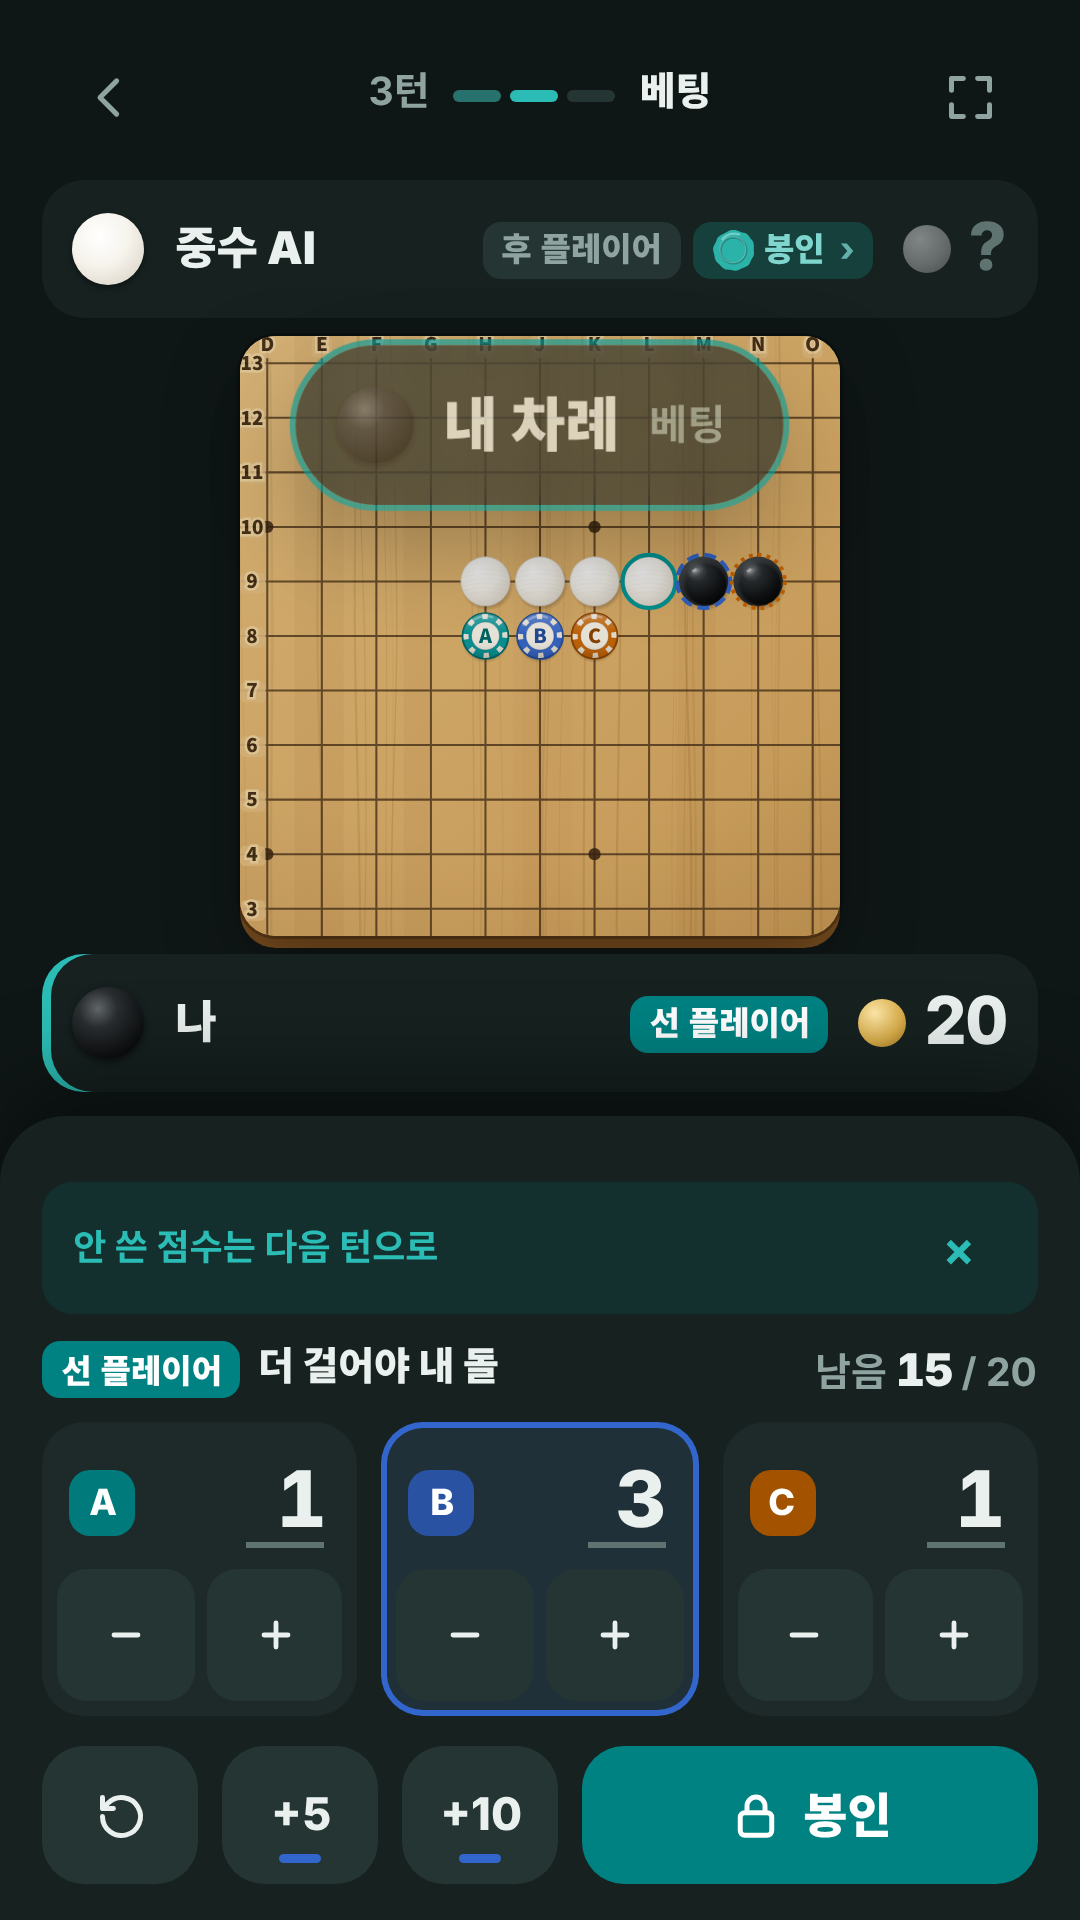 3턴 베팅
중수 AI 후 플레이어 봉인 › ?
D E F G H J K L M N O
13
12
내 차례 베팅
11
10
9
8 A B C
7
6
5
4
3
나 선 플레이어 20
안 쓴 점수는 다음 턴으로 ×
선 플레이어 더 걸어야 내 돌 남음 15 / 20
A 1 B 3 C 1
− + − + − +
+5 +10 봉인